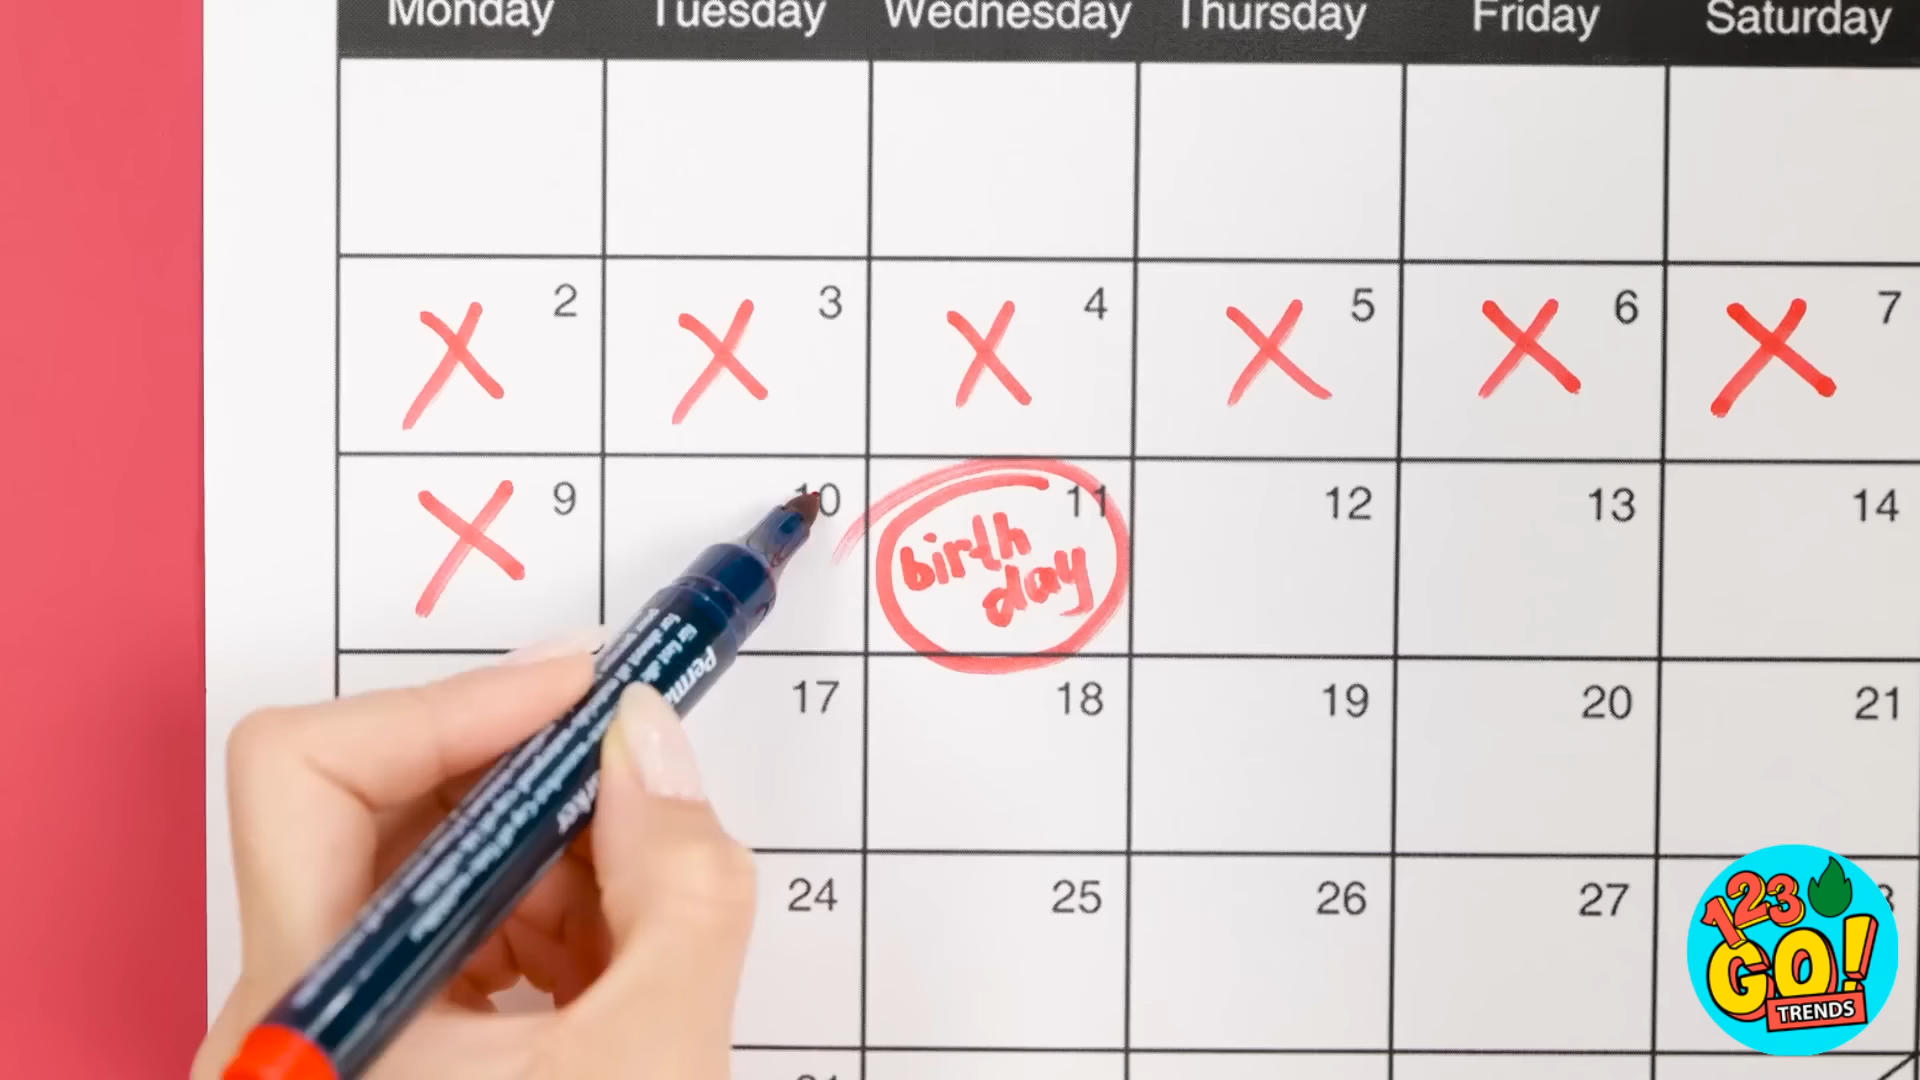 Monday Tuesday Wednesday Thursday Friday Saturday
2 3 4 5 6 7
9 10 11 12 13 14
birth
day
17 18 19 20 21
24 25 26 27
123
GO!
TRENDS